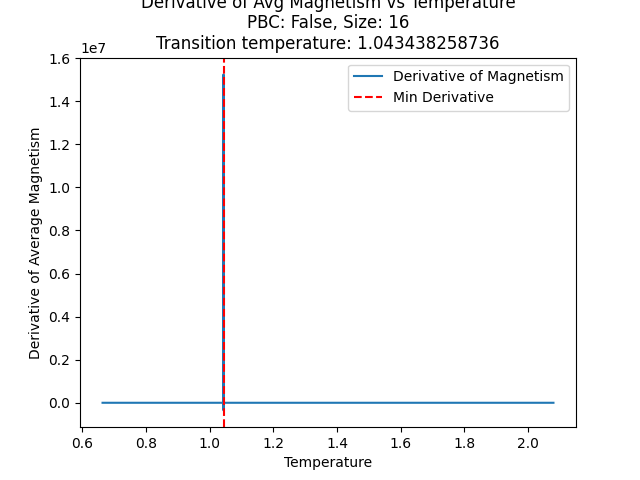 Derivative of Avg Magnetism vs Temperature
PBC: False, Size: 16
Transition temperature: 1.043438258736
1e7
1.6
1.4
1.2
1.0
0.8
0.6
0.4
0.2
0.0
Derivative of Average Magnetism
Derivative of Magnetism
Min Derivative
0.6 0.8 1.0 1.2 1.4 1.6 1.8 2.0
Temperature